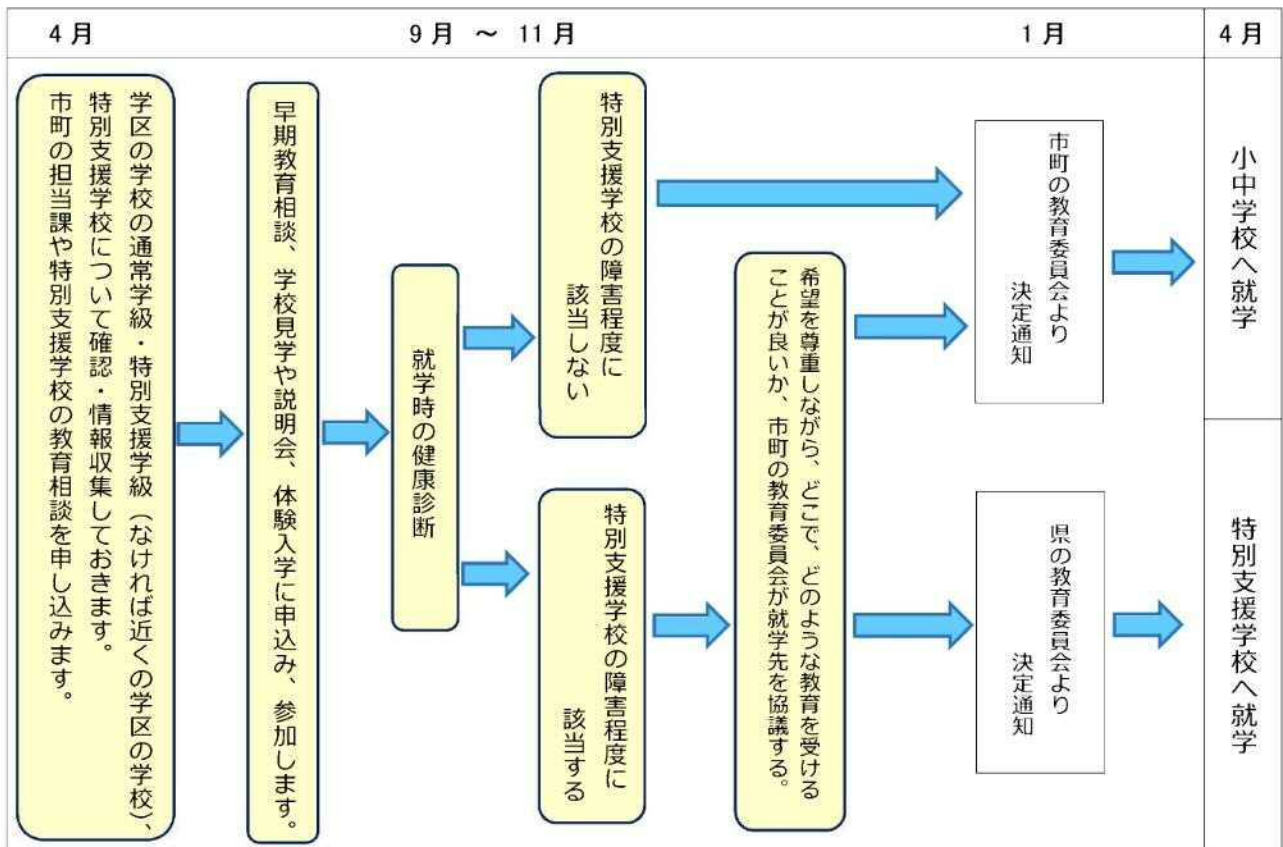 4月
9月 ～ 11月
1月
4月
学区の学校の通常学級・特別支援学級（なければ近くの学区の学校）、
特別支援学校について確認・情報収集しておきます。
市町の担当課や特別支援学校の教育相談を申し込みます。
早期教育相談、学校見学や説明会、体験入学に申込み、参加します。
就学時の健康診断
特別支援学校の障害程度に
該当しない
特別支援学校の障害程度に
該当する
希望を尊重しながら、どこで、どのような教育を受ける
ことが良いか、市町の教育委員会が就学先を協議する。
市町の教育委員会より
決定通知
県の教育委員会より
決定通知
小中学校へ就学
特別支援学校へ就学